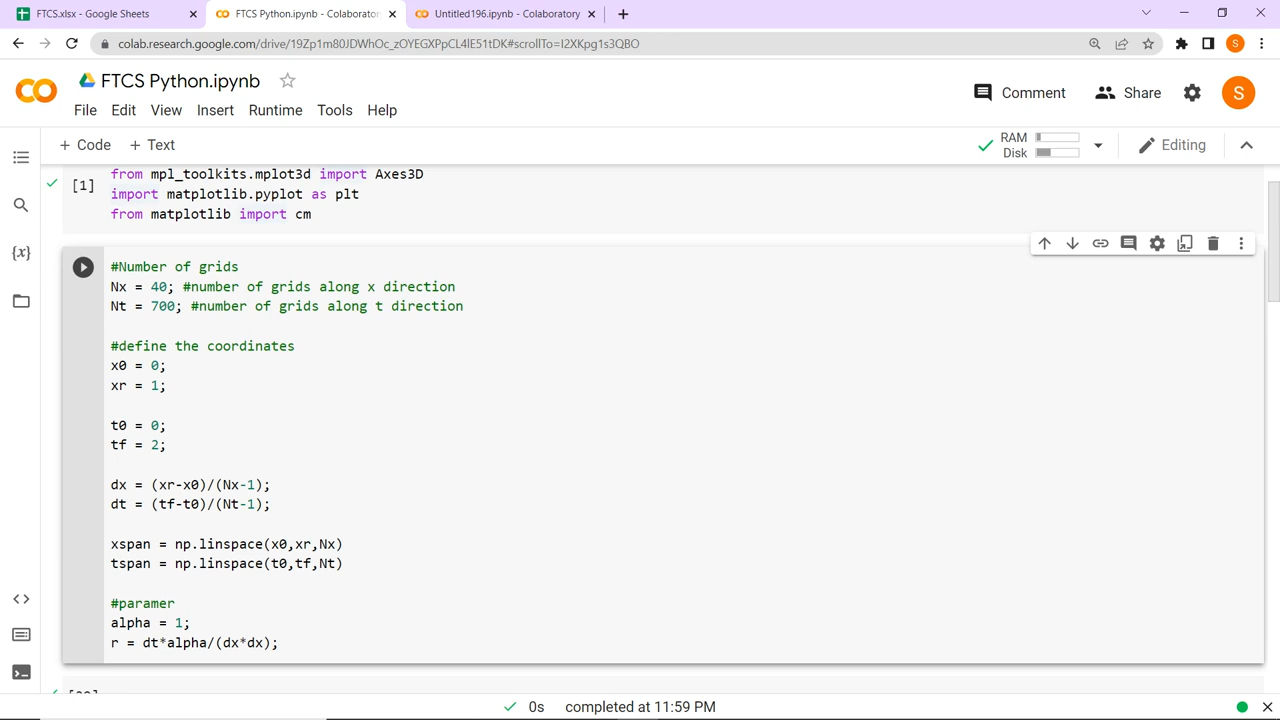 FTCS.xlsx - Google Sheets
FTCS Python.ipynb - Colaborator
Untitled196.ipynb - Colaboratory
colab.research.google.com/drive/19Zp1m80JDWhOc_zOYEGXPpCL4lE51tDK#scrollTo=I2XKpg1s3QBO
S
FTCS Python.ipynb
File Edit View Insert Runtime Tools Help
Comment
Share
S
+ Code + Text
RAM
Disk
Editing
[1]
from mpl_toolkits.mplot3d import Axes3D
import matplotlib.pyplot as plt
from matplotlib import cm
{x}
#Number of grids
Nx = 40; #number of grids along x direction
Nt = 700; #number of grids along t direction
#define the coordinates
x0 = 0;
xr = 1;
t0 = 0;
tf = 2;
dx = (xr-x0)/(Nx-1);
dt = (tf-t0)/(Nt-1);
xspan = np.linspace(x0,xr,Nx)
tspan = np.linspace(t0,tf,Nt)
#paramer
alpha = 1;
r = dt*alpha/(dx*dx);
0s completed at 11:59 PM